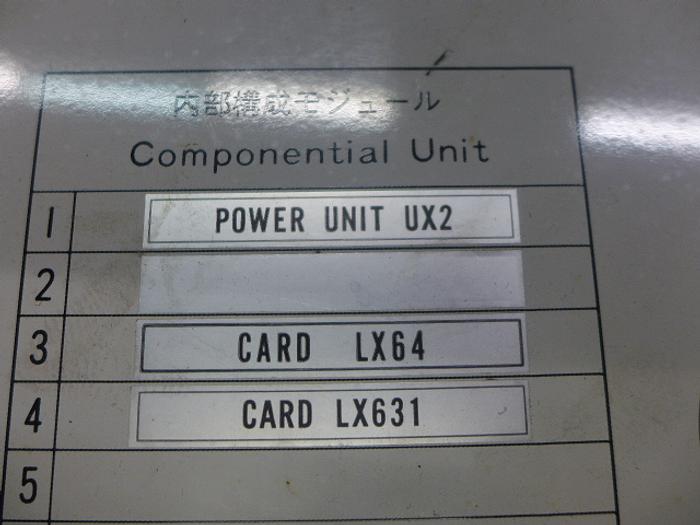 内部構成モジュール
Componential Unit
1 POWER UNIT UX2
2
3 CARD LX64
4 CARD LX631
5